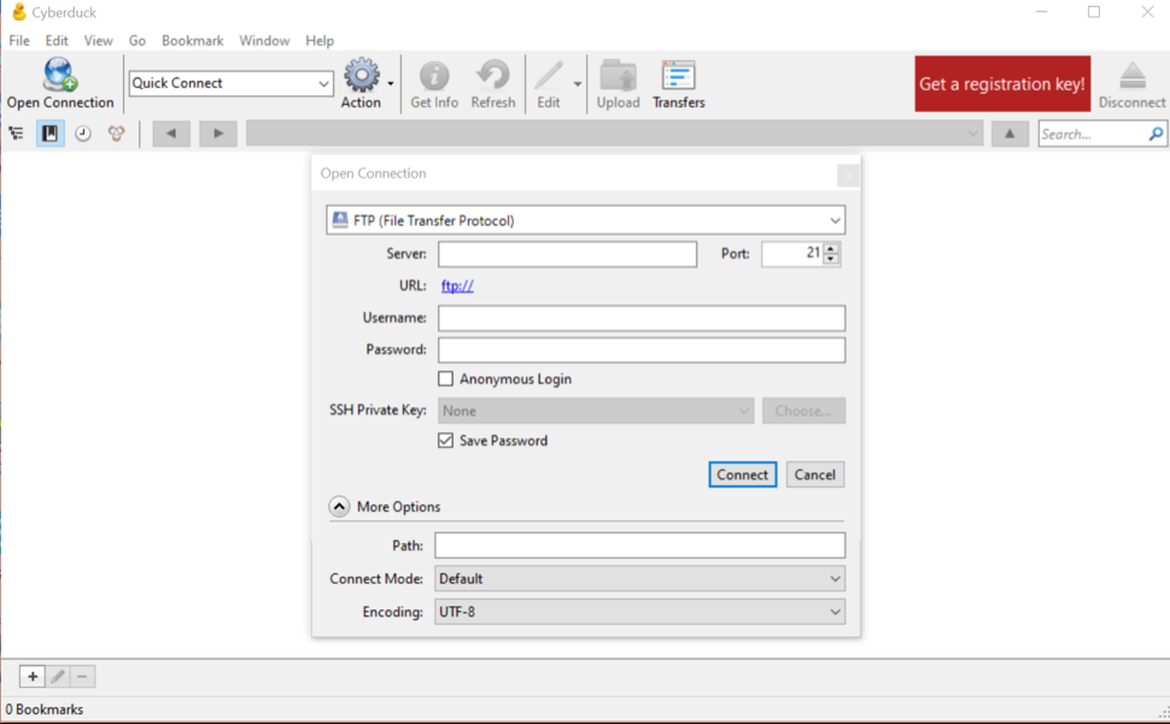 Cyberduck
File Edit View Go Bookmark Window Help
Open Connection
Quick Connect
Action
Get Info
Refresh
Edit
Upload
Transfers
Get a registration key!
Disconnect
Search...
Open Connection
FTP (File Transfer Protocol)
Server:
Port: 21
URL: ftp://
Username:
Password:
Anonymous Login
SSH Private Key: None Choose...
Save Password
Connect Cancel
More Options
Path:
Connect Mode: Default
Encoding: UTF-8
0 Bookmarks